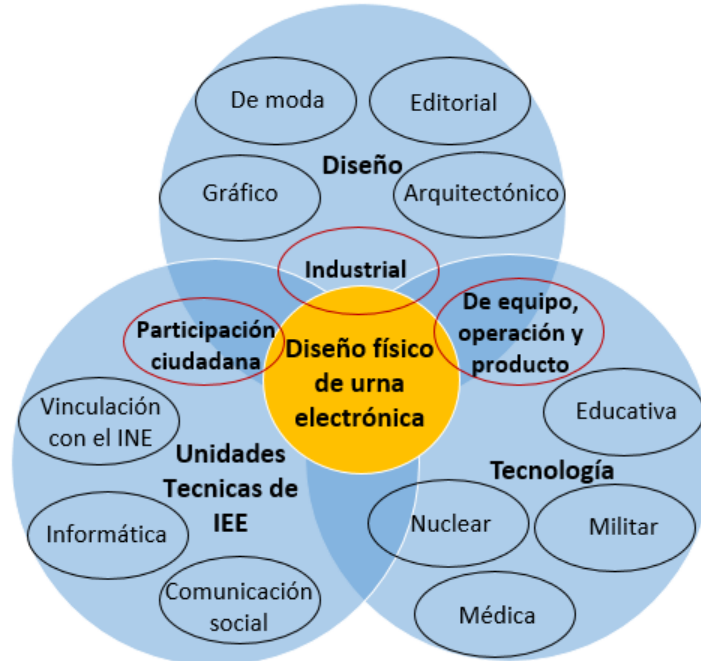 De moda
Editorial
Diseño
Gráfico
Arquitectónico
Industrial
De equipo,
operación y
producto
Participación
ciudadana
Diseño físico
de urna
electrónica
Vinculación
con el INE
Educativa
Unidades
Tecnicas de
IEE
Tecnología
Informática
Nuclear
Militar
Comunicación
social
Médica